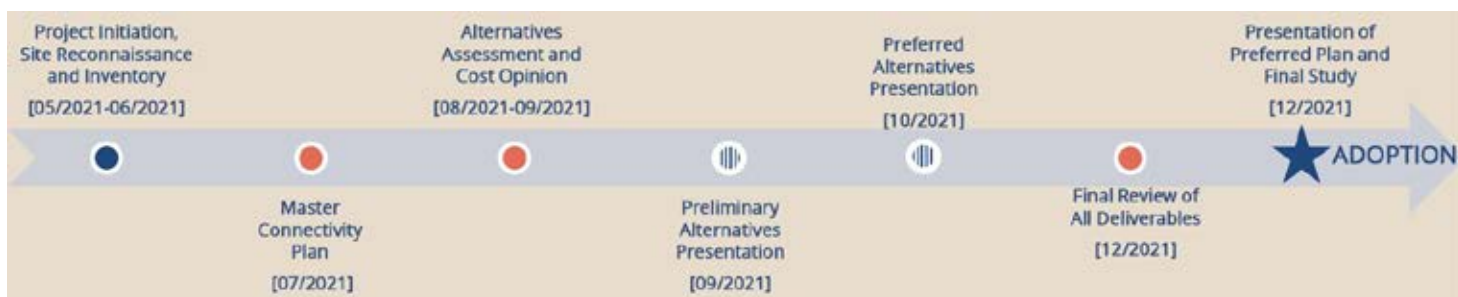 Project Initiation,
Site Reconnaissance
and Inventory
[05/2021-06/2021]
Master
Connectivity
Plan
[07/2021]
Alternatives
Assessment and
Cost Opinion
[08/2021-09/2021]
Preliminary
Alternatives
Presentation
[09/2021]
Preferred
Alternatives
Presentation
[10/2021]
Final Review of
All Deliverables
[12/2021]
Presentation of
Preferred Plan and
Final Study
[12/2021]
ADOPTION